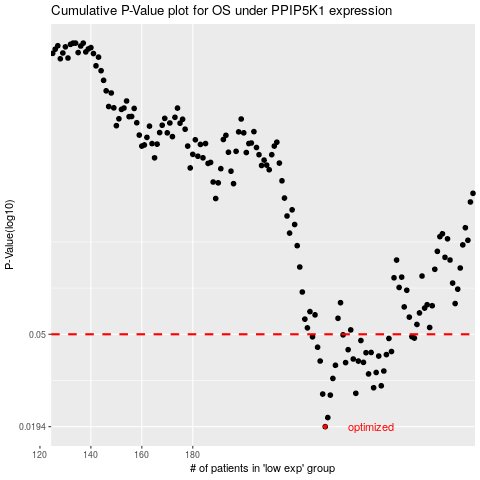 Cumulative P-Value plot for OS under PPIP5K1 expression
P-Value(log10)
0.05
0.0194
optimized
120 140 160 180
# of patients in 'low exp' group